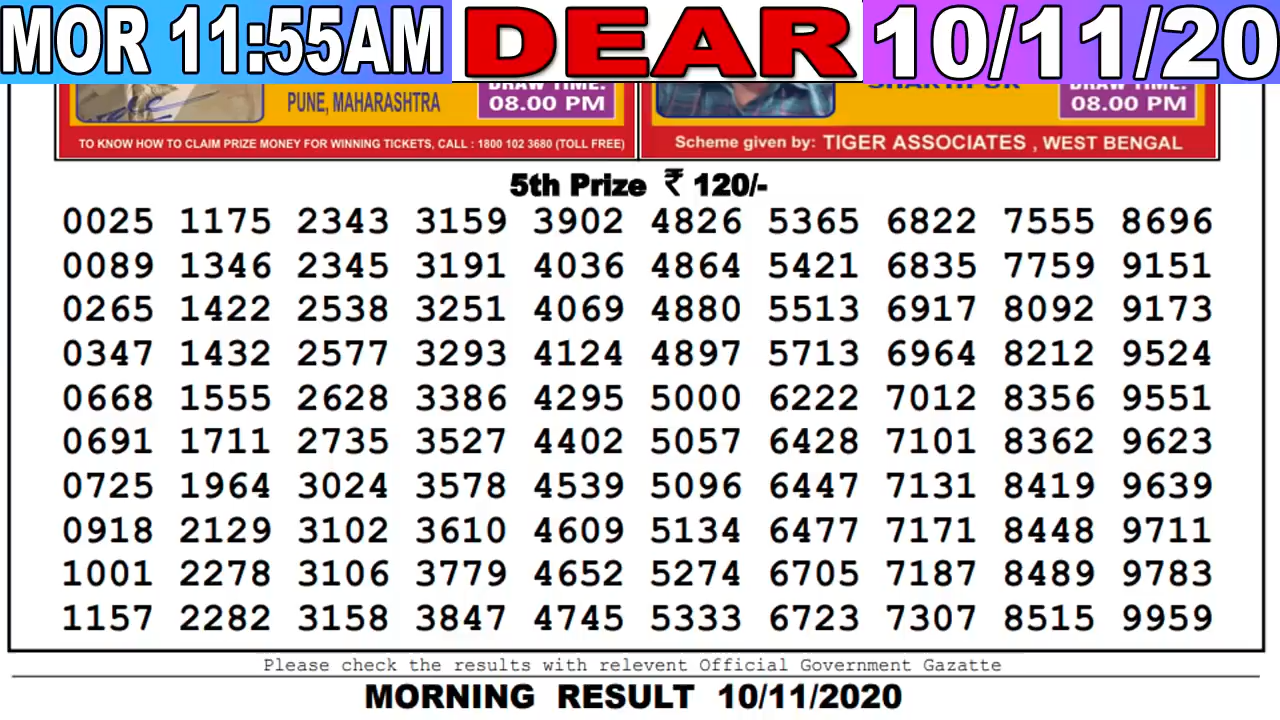 MOR 11:55AM DEAR 10/11/20
PUNE, MAHARASHTRA
DRAW TIME:
08.00 PM
DRAW TIME:
08.00 PM
TO KNOW HOW TO CLAIM PRIZE MONEY FOR WINNING TICKETS, CALL : 1800 102 3680 (TOLL FREE)
Scheme given by: TIGER ASSOCIATES , WEST BENGAL
5th Prize ₹ 120/-
0025 1175 2343 3159 3902 4826 5365 6822 7555 8696
0089 1346 2345 3191 4036 4864 5421 6835 7759 9151
0265 1422 2538 3251 4069 4880 5513 6917 8092 9173
0347 1432 2577 3293 4124 4897 5713 6964 8212 9524
0668 1555 2628 3386 4295 5000 6222 7012 8356 9551
0691 1711 2735 3527 4402 5057 6428 7101 8362 9623
0725 1964 3024 3578 4539 5096 6447 7131 8419 9639
0918 2129 3102 3610 4609 5134 6477 7171 8448 9711
1001 2278 3106 3779 4652 5274 6705 7187 8489 9783
1157 2282 3158 3847 4745 5333 6723 7307 8515 9959
Please check the results with relevent Official Government Gazatte
MORNING RESULT 10/11/2020